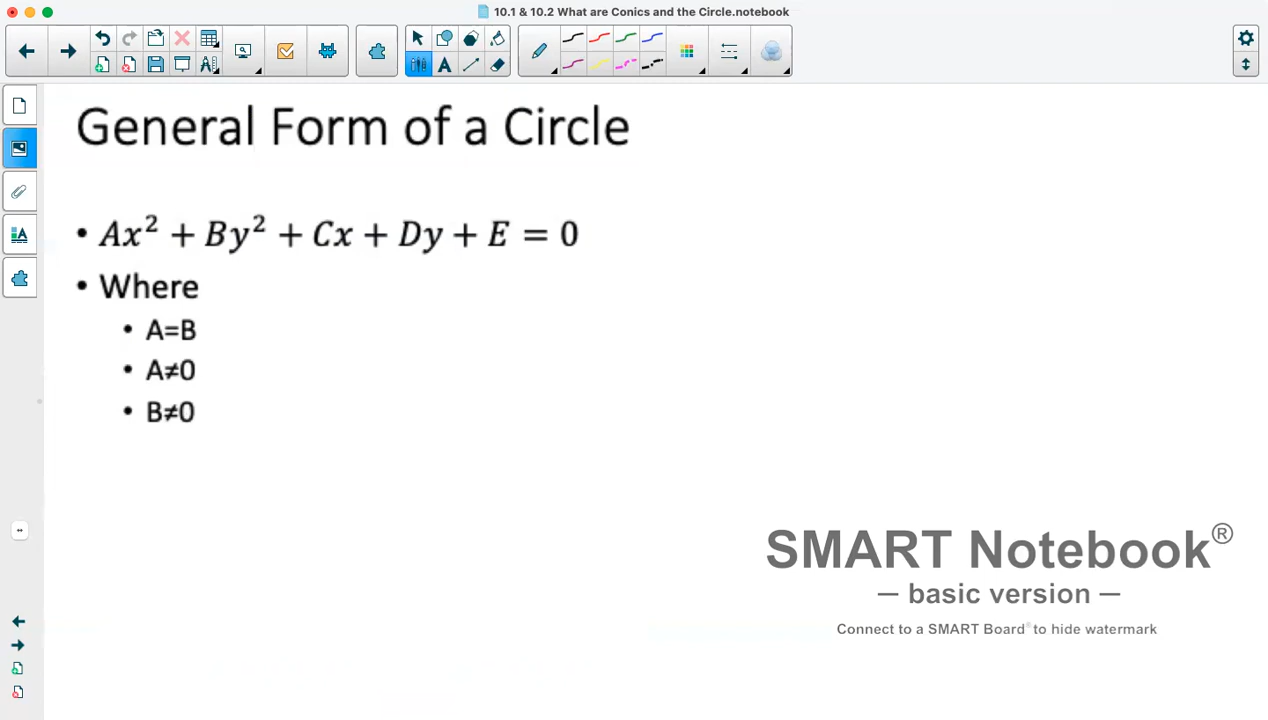 10.1 & 10.2 What are Conics and the Circle.notebook
General Form of a Circle
• Ax² + By² + Cx + Dy + E = 0
• Where
• A=B
• A≠0
• B≠0
SMART Notebook®
— basic version —
Connect to a SMART Board® to hide watermark